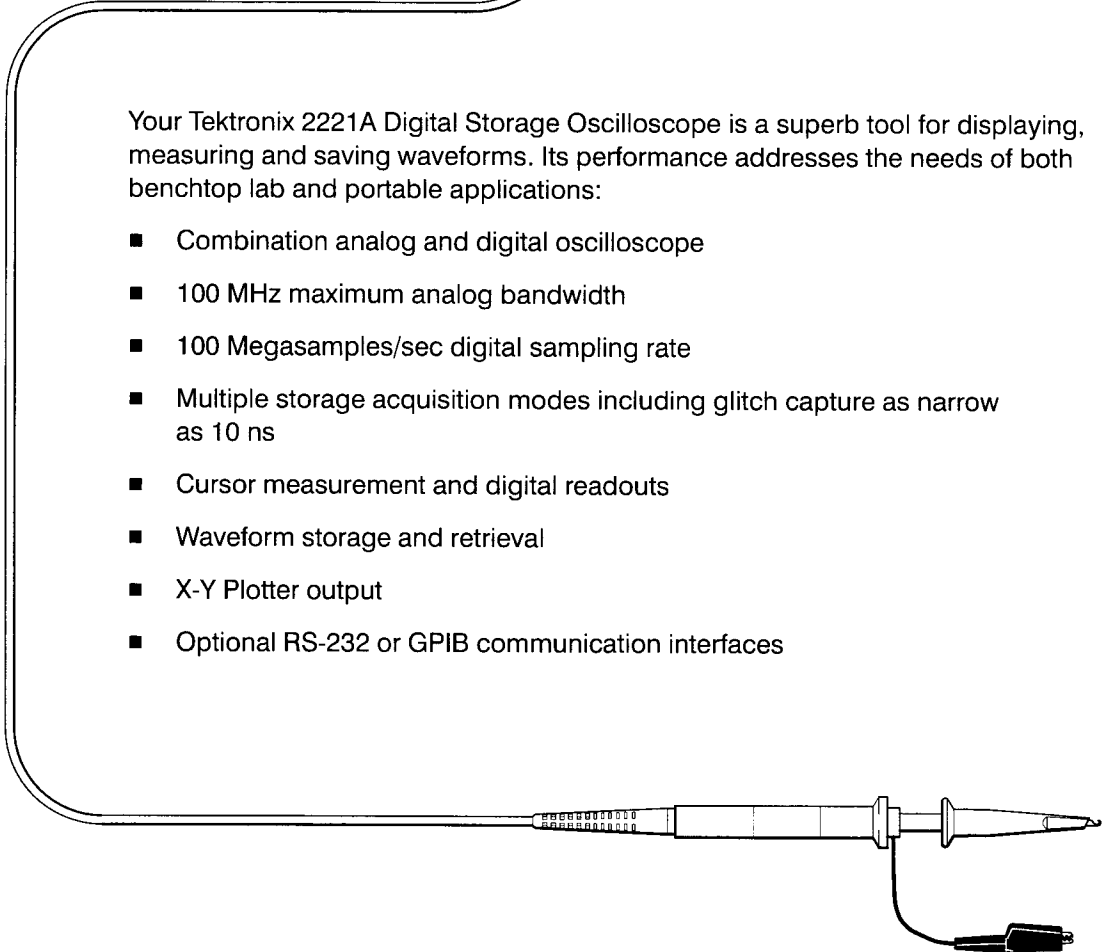 Your Tektronix 2221A Digital Storage Oscilloscope is a superb tool for displaying,
measuring and saving waveforms. Its performance addresses the needs of both
benchtop lab and portable applications:
■ Combination analog and digital oscilloscope
■ 100 MHz maximum analog bandwidth
■ 100 Megasamples/sec digital sampling rate
■ Multiple storage acquisition modes including glitch capture as narrow
as 10 ns
■ Cursor measurement and digital readouts
■ Waveform storage and retrieval
■ X-Y Plotter output
■ Optional RS-232 or GPIB communication interfaces